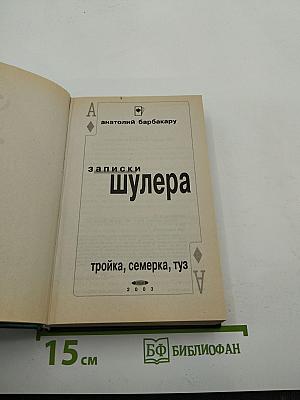 А
анатолий барбакару
записки
шулера
тройка, семерка, туз
А
2003
15 см
БФ БИБЛИОФАН